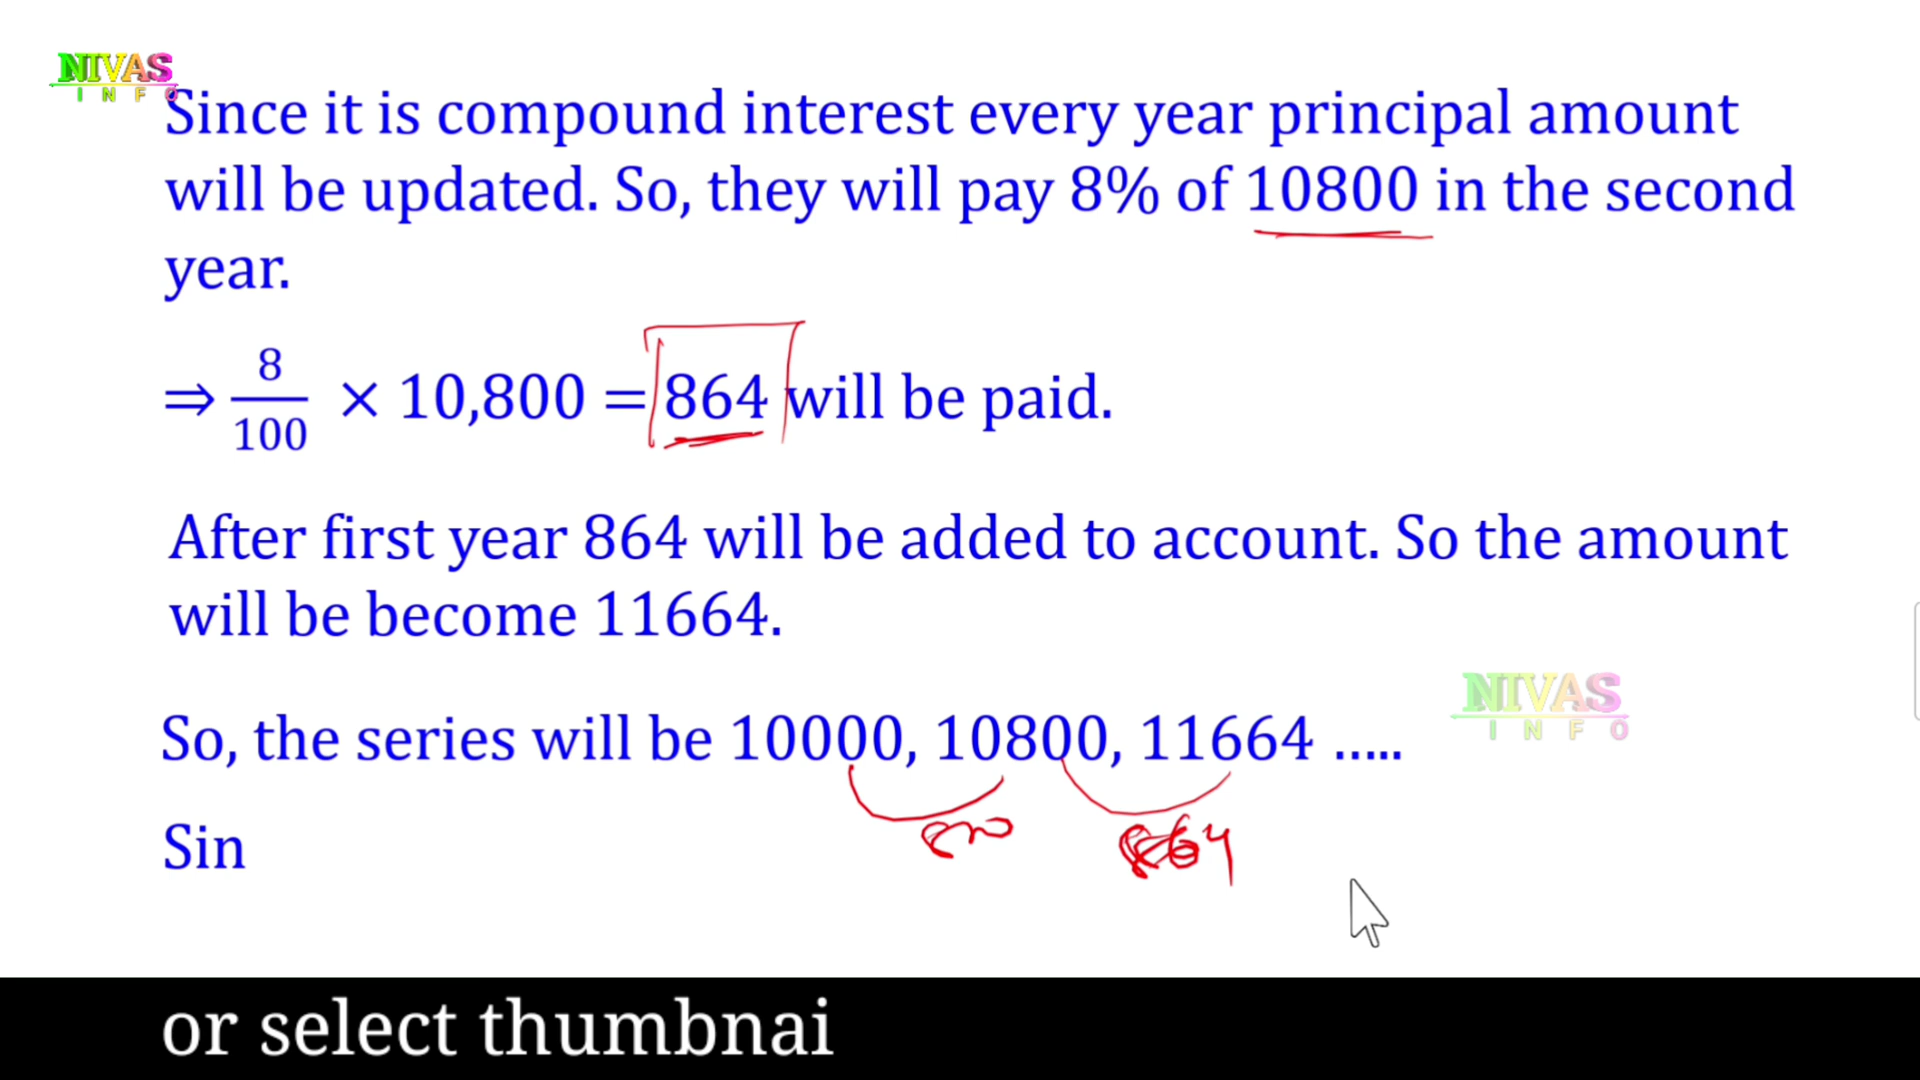 NIVAS
INFO
Since it is compound interest every year principal amount
will be updated. So, they will pay 8% of 10800 in the second
year.
⇒ 8/100 × 10,800 = 864 will be paid.
After first year 864 will be added to account. So the amount
will be become 11664.
NIVAS
INFO
So, the series will be 10000, 10800, 11664 .....
800 864
Sin
or select thumbnai